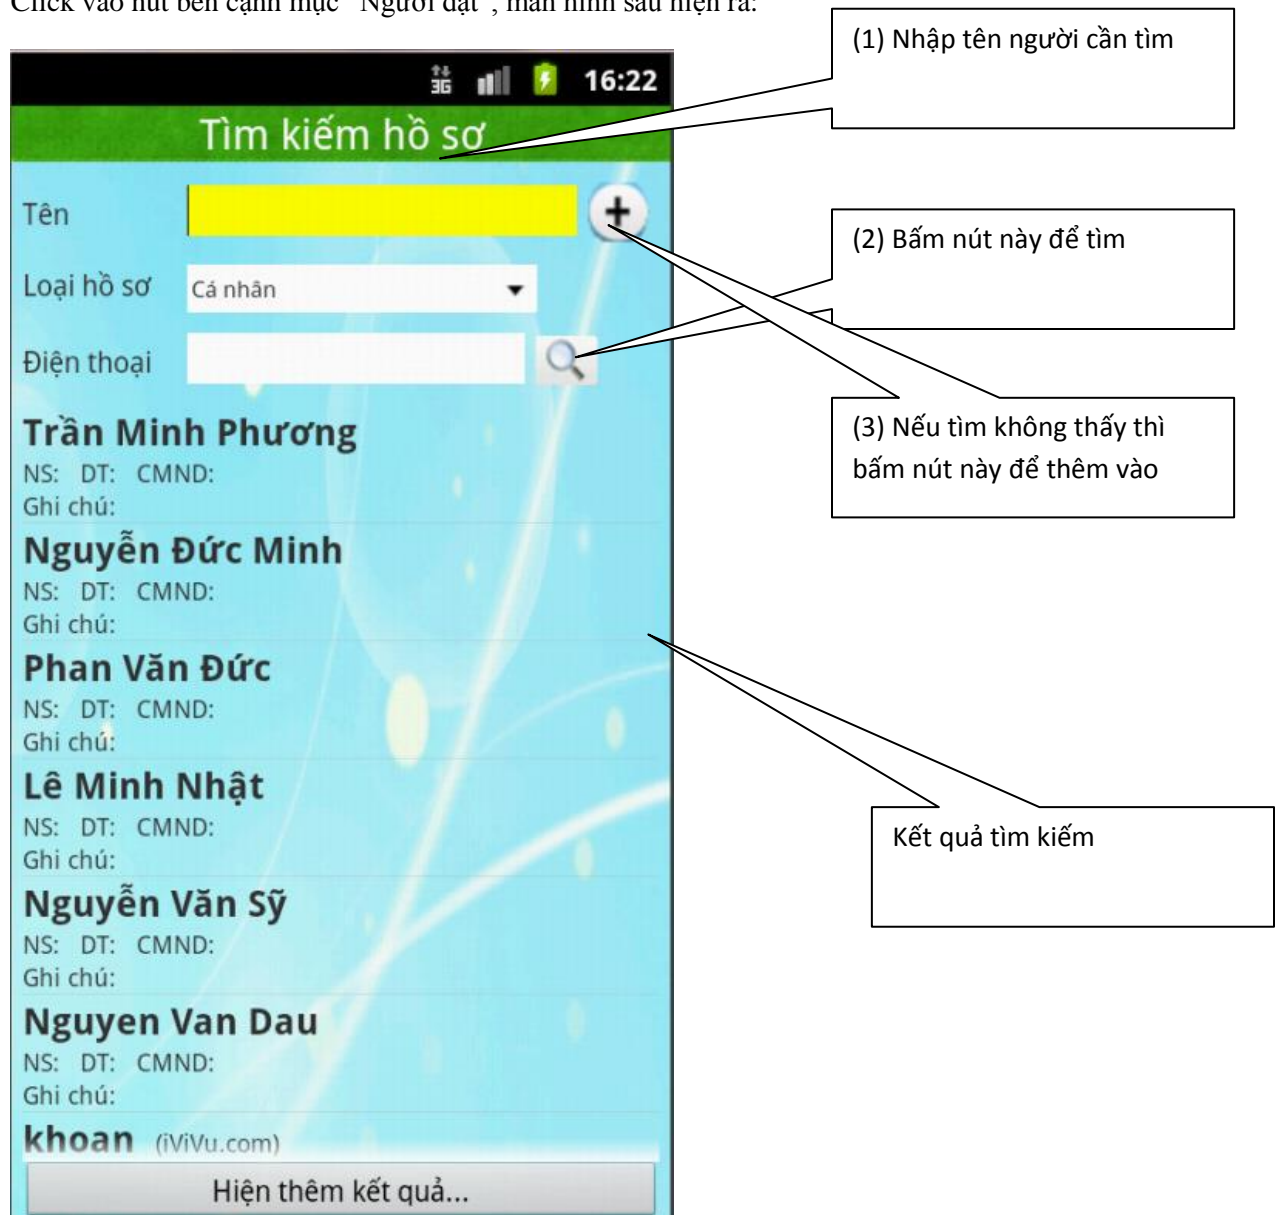 Click vào nút bên cạnh mục "Người đặt", màn hình sau hiện ra:
(1) Nhập tên người cần tìm
3G 16:22
Tìm kiếm hồ sơ
Tên
(2) Bấm nút này để tìm
Loại hồ sơ Cá nhân
Điện thoại
(3) Nếu tìm không thấy thì
bấm nút này để thêm vào
Trần Minh Phương
NS: DT: CMND:
Ghi chú:
Nguyễn Đức Minh
NS: DT: CMND:
Ghi chú:
Phan Văn Đức
NS: DT: CMND:
Ghi chú:
Lê Minh Nhật
NS: DT: CMND:
Ghi chú:
Kết quả tìm kiếm
Nguyễn Văn Sỹ
NS: DT: CMND:
Ghi chú:
Nguyen Van Dau
NS: DT: CMND:
Ghi chú:
khoan (iViVu.com)
Hiện thêm kết quả...